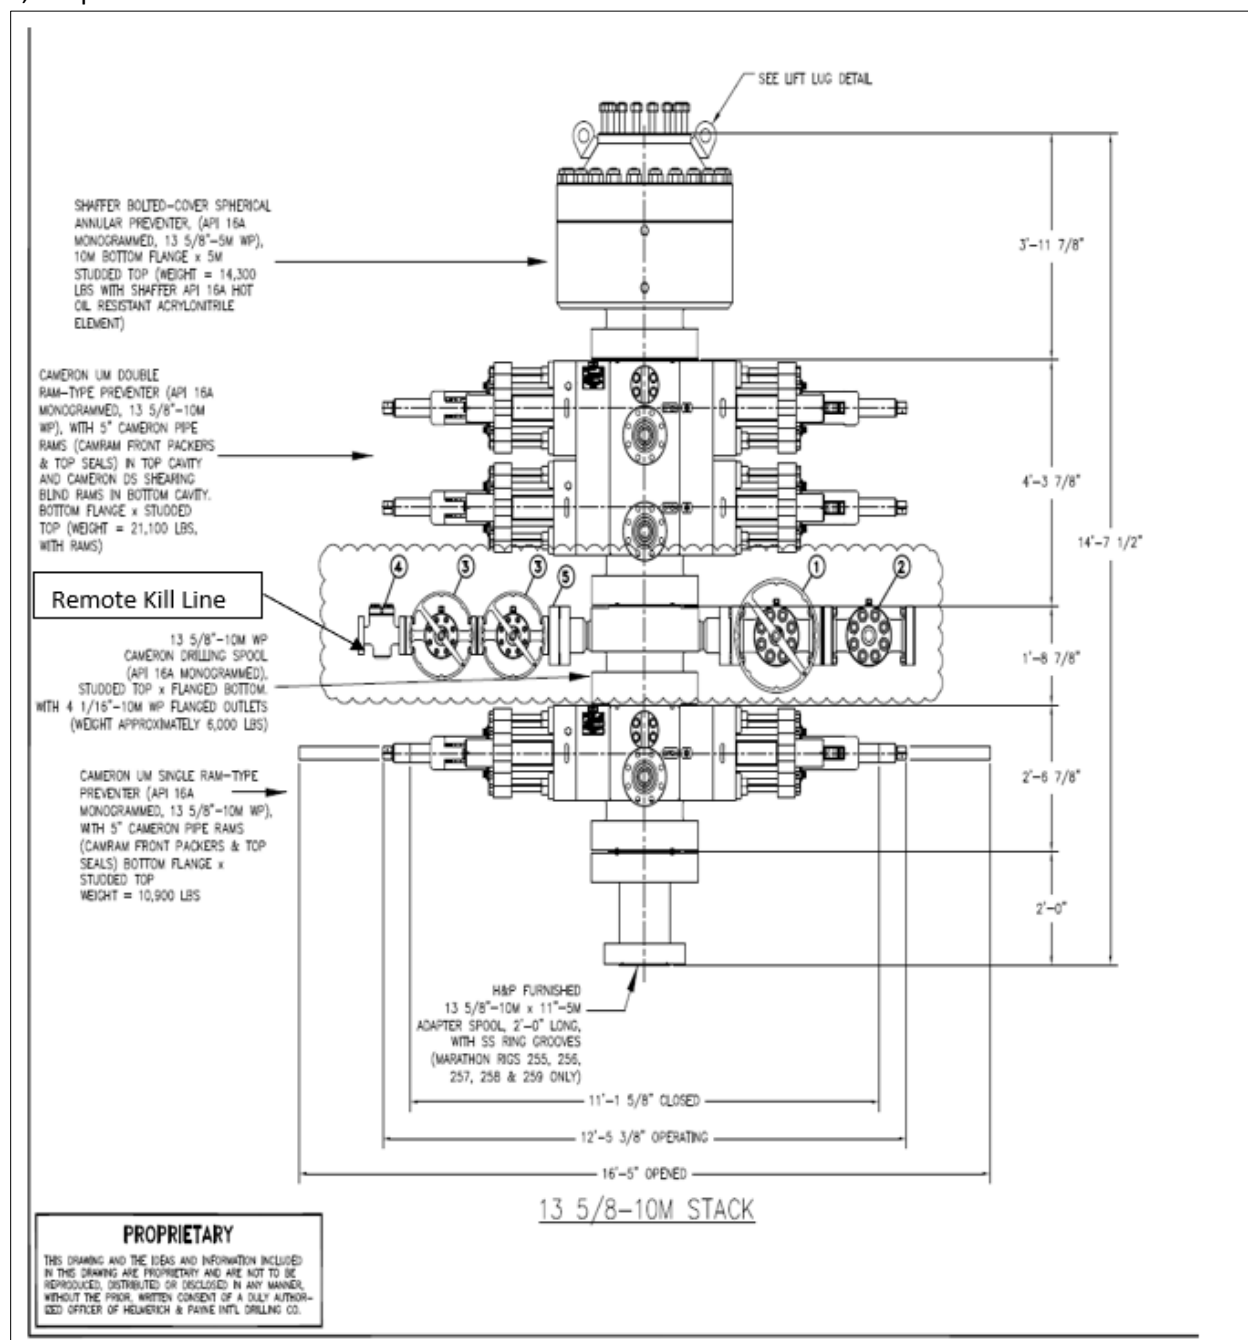 SEE LIFT LUG DETAIL
SHAFFER BOLTED-COVER SPHERICAL
ANNULAR PREVENTER, (API 16A
MONOGRAMMED, 13 5/8"-5M WP),
10M BOTTOM FLANGE x 5M
STUDDED TOP (WEIGHT = 14,300
LBS WITH SHAFFER API 16A HOT
OIL RESISTANT ACRYLONITRILE
ELEMENT)
3'-11 7/8"
CAMERON UM DOUBLE
RAM-TYPE PREVENTER (API 16A
MONOGRAMMED, 13 5/8"-10M
WP), WITH 5" CAMERON PIPE
RAMS (CAMRAM FRONT PACKERS
& TOP SEALS) IN TOP CAVITY
AND CAMERON DS SHEARING
BLIND RAMS IN BOTTOM CAVITY.
BOTTOM FLANGE x STUDDED
TOP (WEIGHT = 21,100 LBS,
WITH RAMS)
4'-3 7/8"
14'-7 1/2"
4
3
3
5
1
2
Remote Kill Line
13 5/8"-10M WP
CAMERON DRILLING SPOOL
(API 16A MONOGRAMMED),
STUDDED TOP x FLANGED BOTTOM.
WITH 4 1/16"-10M WP FLANGED OUTLETS
(WEIGHT APPROXIMATELY 6,000 LBS)
1'-8 7/8"
CAMERON UM SINGLE RAM-TYPE
PREVENTER (API 16A
MONOGRAMMED, 13 5/8"-10M WP),
WITH 5" CAMERON PIPE RAMS
(CAMRAM FRONT PACKERS & TOP
SEALS) BOTTOM FLANGE x
STUDDED TOP
WEIGHT = 10,900 LBS
2'-6 7/8"
2'-0"
H&P FURNISHED
13 5/8"-10M x 11"-5M
ADAPTER SPOOL, 2'-0" LONG,
WITH SS RING GROOVES
(MARATHON RIGS 255, 256,
257, 258 & 259 ONLY)
11'-1 5/8" CLOSED
12'-5 3/8" OPERATING
16'-5" OPENED
13 5/8-10M STACK
PROPRIETARY
THIS DRAWING AND THE IDEAS AND INFORMATION INCLUDED
IN THIS DRAWING ARE PROPRIETARY AND ARE NOT TO BE
REPRODUCED, DISTRIBUTED OR DISCLOSED IN ANY MANNER,
WITHOUT THE PRIOR, WRITTEN CONSENT OF A DULY AUTHOR-
IZED OFFICER OF HELMERICH & PAYNE INT'L DRILLING CO.